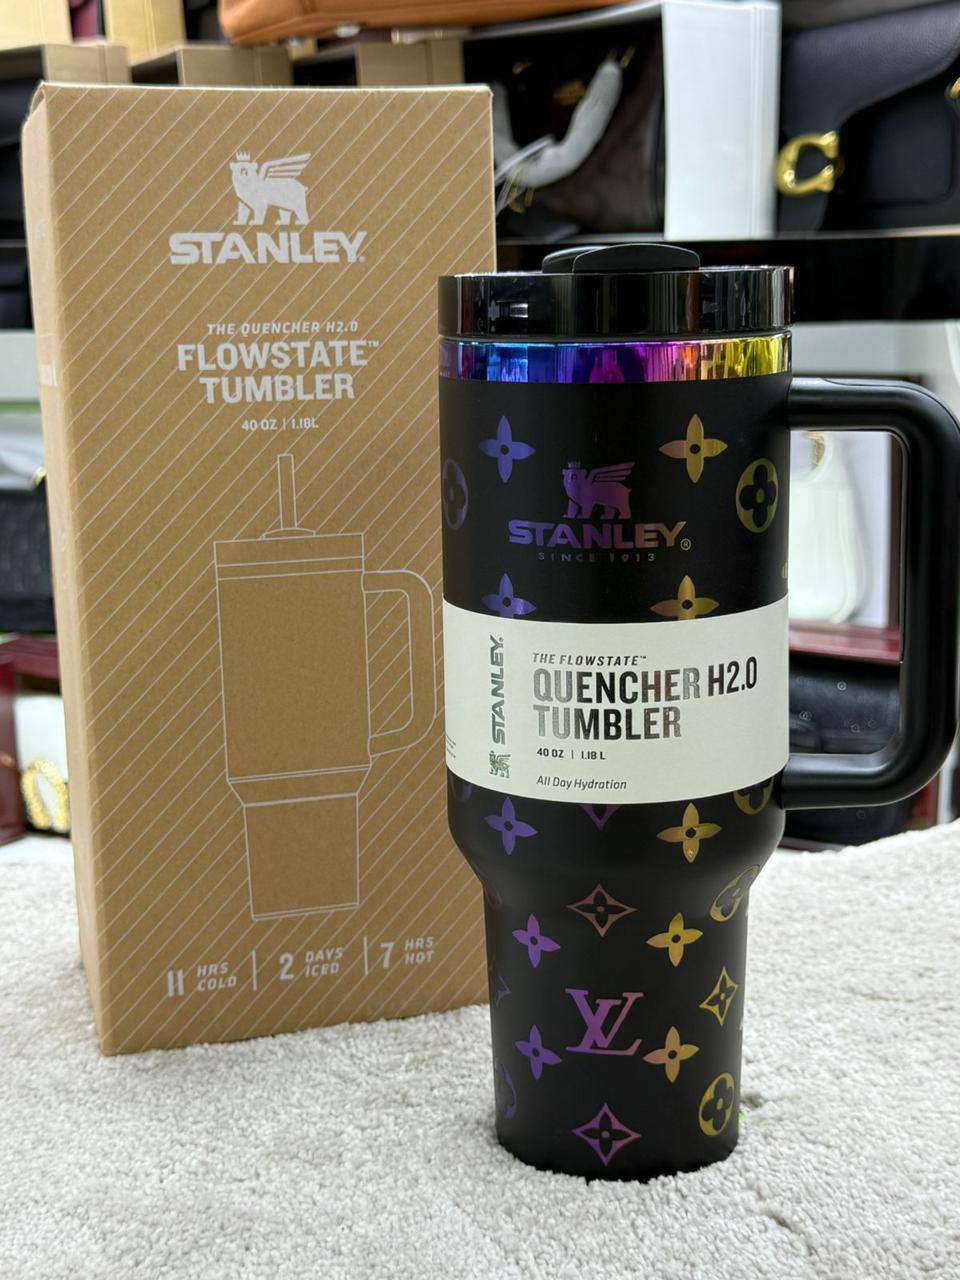 STANLEY
THE QUENCHER H2.0
FLOWSTATE™
TUMBLER
40 OZ | 1.18L
11 HRS COLD | 2 DAYS ICED | 7 HRS HOT
STANLEY®
SINCE 1913
STANLEY
THE FLOWSTATE™
QUENCHER H2.0
TUMBLER
40 OZ | 1.18 L
All Day Hydration
LV